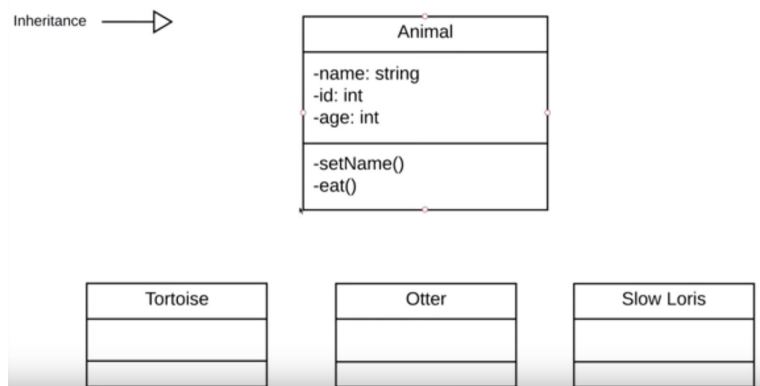 Inheritance
Animal
-name: string
-id: int
-age: int
-setName()
-eat()
Tortoise
Otter
Slow Loris